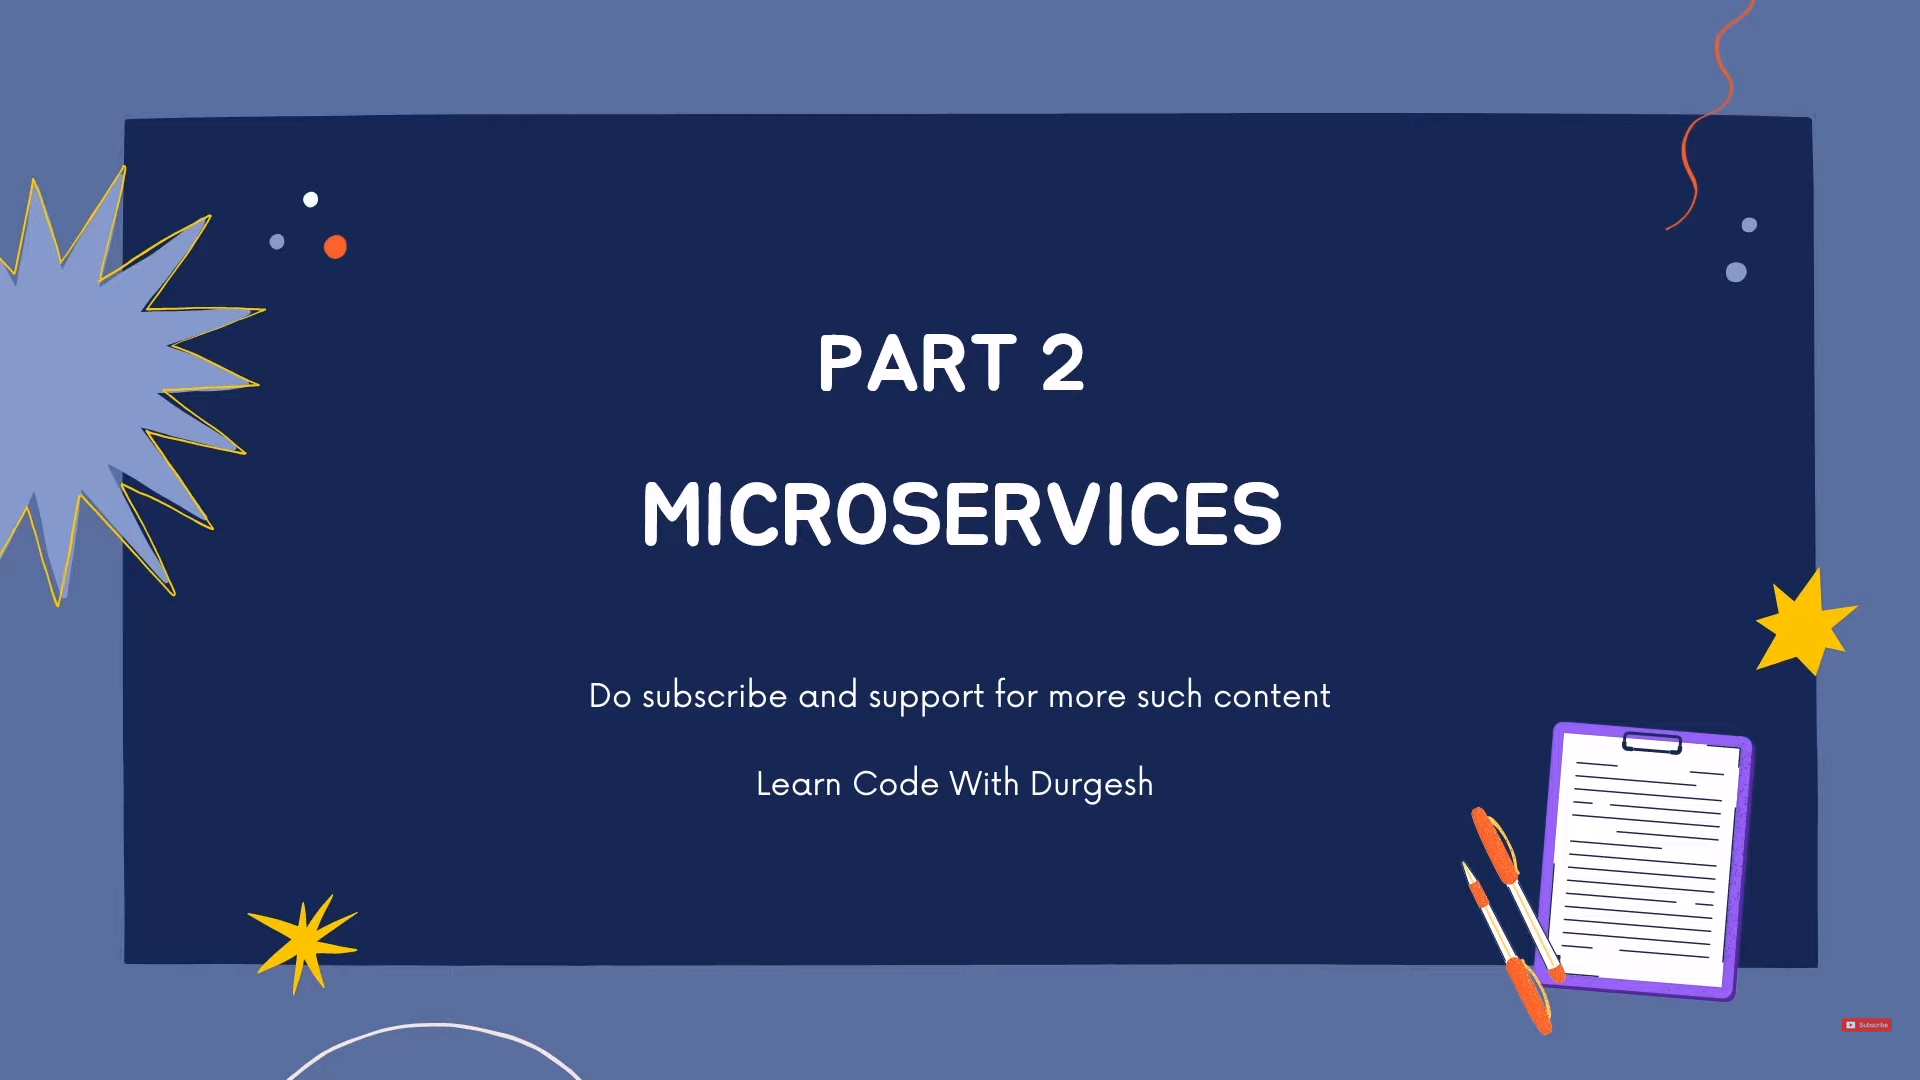 PART 2
MICROSERVICES
Do subscribe and support for more such content
Learn Code With Durgesh
Subscribe